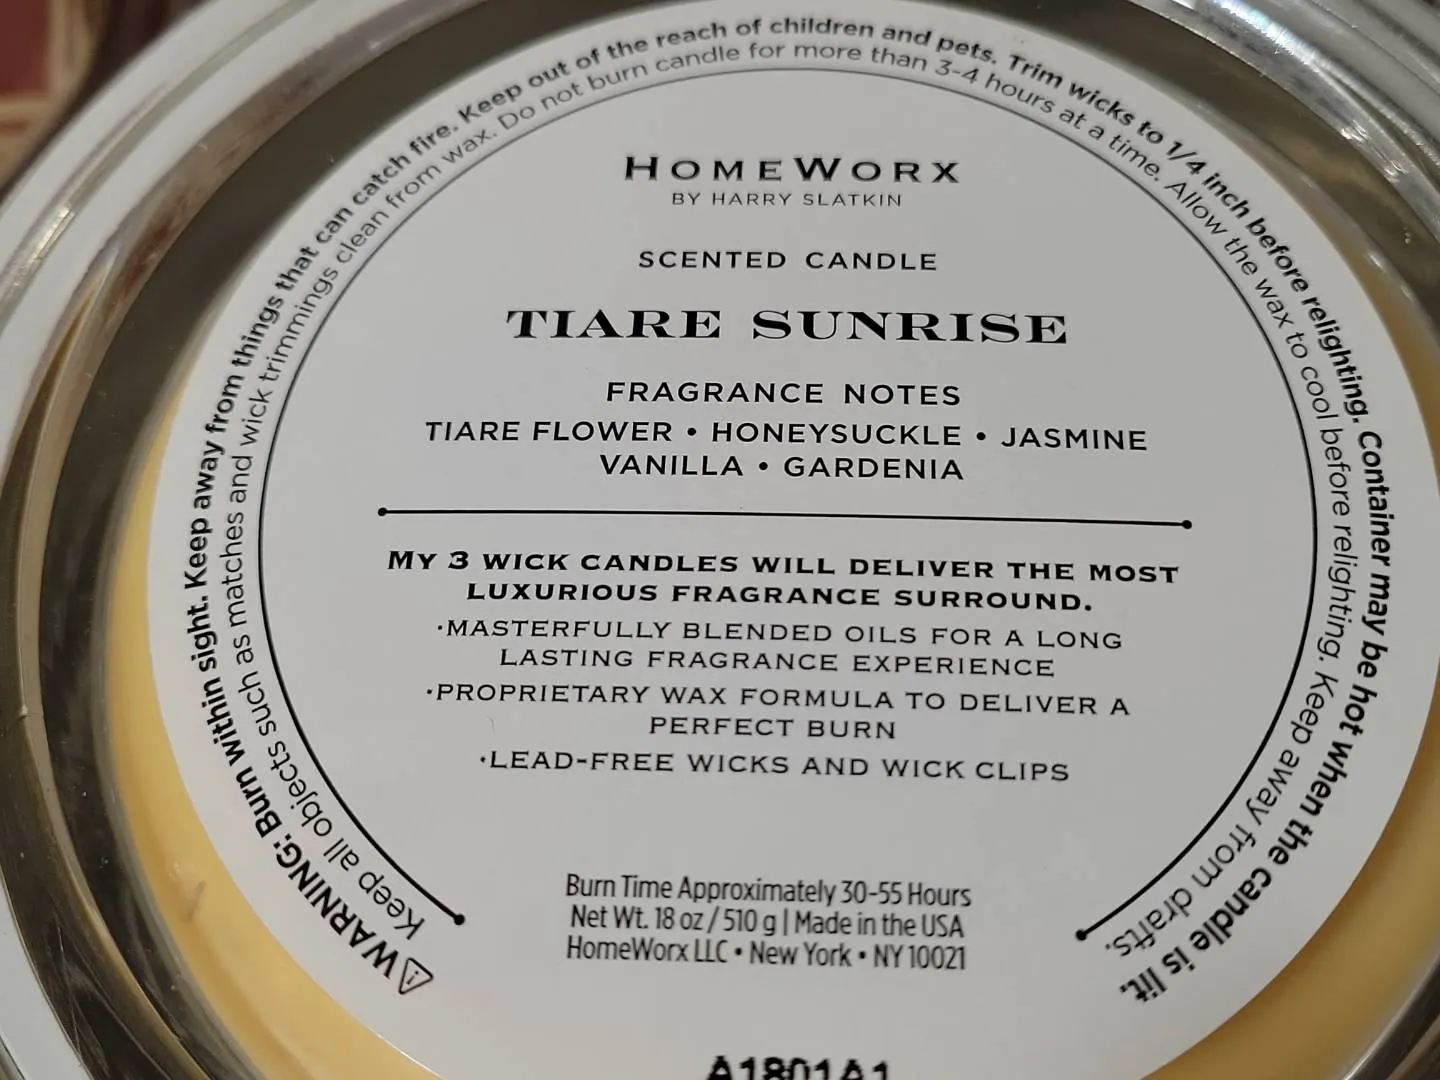 HOMEWORX
BY HARRY SLATKIN
SCENTED CANDLE
TIARE SUNRISE
FRAGRANCE NOTES
TIARE FLOWER • HONEYSUCKLE • JASMINE
VANILLA • GARDENIA
MY 3 WICK CANDLES WILL DELIVER THE MOST
LUXURIOUS FRAGRANCE SURROUND.
·MASTERFULLY BLENDED OILS FOR A LONG
LASTING FRAGRANCE EXPERIENCE
·PROPRIETARY WAX FORMULA TO DELIVER A
PERFECT BURN
·LEAD-FREE WICKS AND WICK CLIPS
Burn Time Approximately 30-55 Hours
Net Wt. 18 oz / 510 g | Made in the USA
HomeWorx LLC • New York • NY 10021
A1801A1
⚠WARNING: Burn within sight. Keep away from things that can catch fire. Keep out of the reach of children and pets. Trim wicks to 1/4 inch before relighting. Container may be hot when the candle is lit.
Keep all objects such as matches and wick trimmings clean from wax. Do not burn candle for more than 3-4 hours at a time. Allow the wax to cool before relighting. Keep away from drafts.